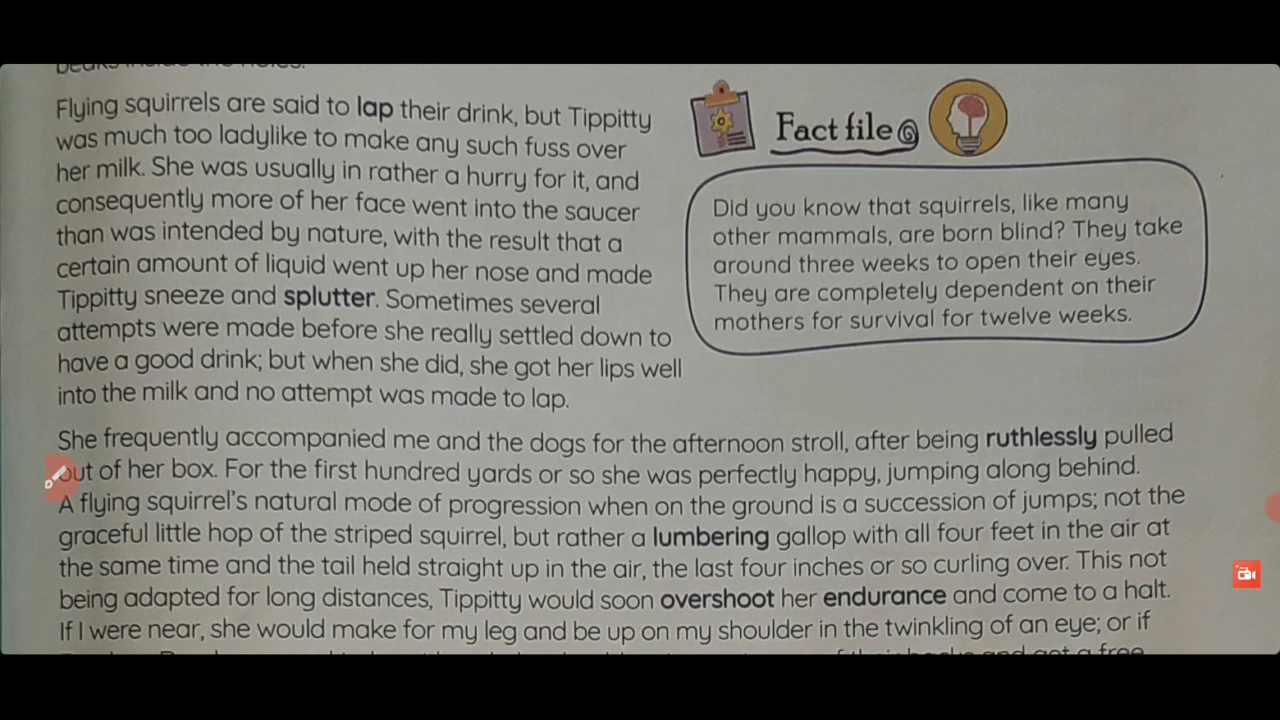 Flying squirrels are said to lap their drink, but Tippitty
was much too ladylike to make any such fuss over
her milk. She was usually in rather a hurry for it, and
consequently more of her face went into the saucer
than was intended by nature, with the result that a
certain amount of liquid went up her nose and made
Tippitty sneeze and splutter. Sometimes several
attempts were made before she really settled down to
have a good drink; but when she did, she got her lips well
into the milk and no attempt was made to lap.
Fact file
Did you know that squirrels, like many
other mammals, are born blind? They take
around three weeks to open their eyes.
They are completely dependent on their
mothers for survival for twelve weeks.
She frequently accompanied me and the dogs for the afternoon stroll, after being ruthlessly pulled
out of her box. For the first hundred yards or so she was perfectly happy, jumping along behind.
A flying squirrel's natural mode of progression when on the ground is a succession of jumps; not the
graceful little hop of the striped squirrel, but rather a lumbering gallop with all four feet in the air at
the same time and the tail held straight up in the air, the last four inches or so curling over. This not
being adapted for long distances, Tippitty would soon overshoot her endurance and come to a halt.
If I were near, she would make for my leg and be up on my shoulder in the twinkling of an eye; or if